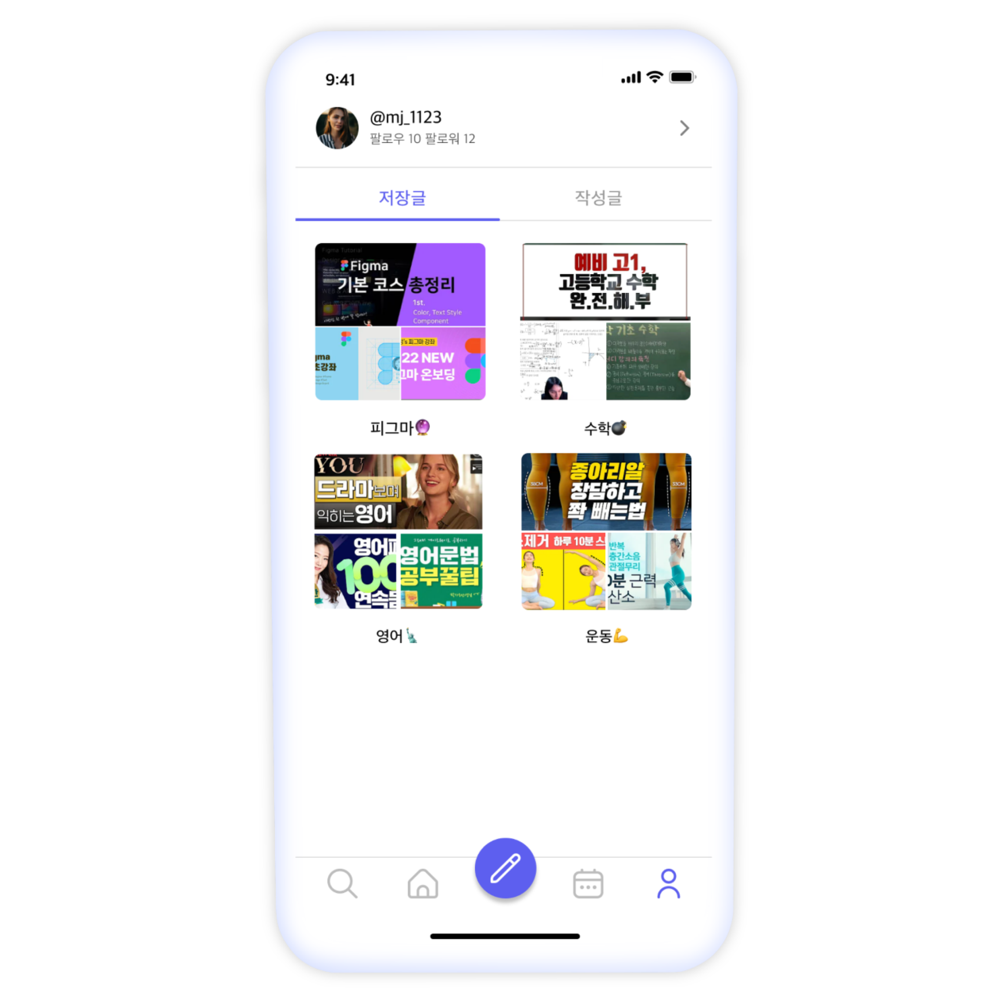 9:41
@mj_1123
팔로우 10 팔로워 12
저장글
작성글
Figma Tutorial
Figma
기본 코스 총정리
1st.
Color, Text Style
Component
gma
초강좌
's 피그마 강좌
22 NEW
그마 온보딩
피그마
예비 고1,
고등학교 수학
완.전.해.부
기초 수학
수학
YOU
드라마보며
익히는영어
영어
100
연속
영어문법
공부꿀팁
영어
종아리알
장담하고
쫙 빼는법
38CM
33CM
제거 하루 10분 스
반복
층간소음
관절무리
0분 근력
산소
운동